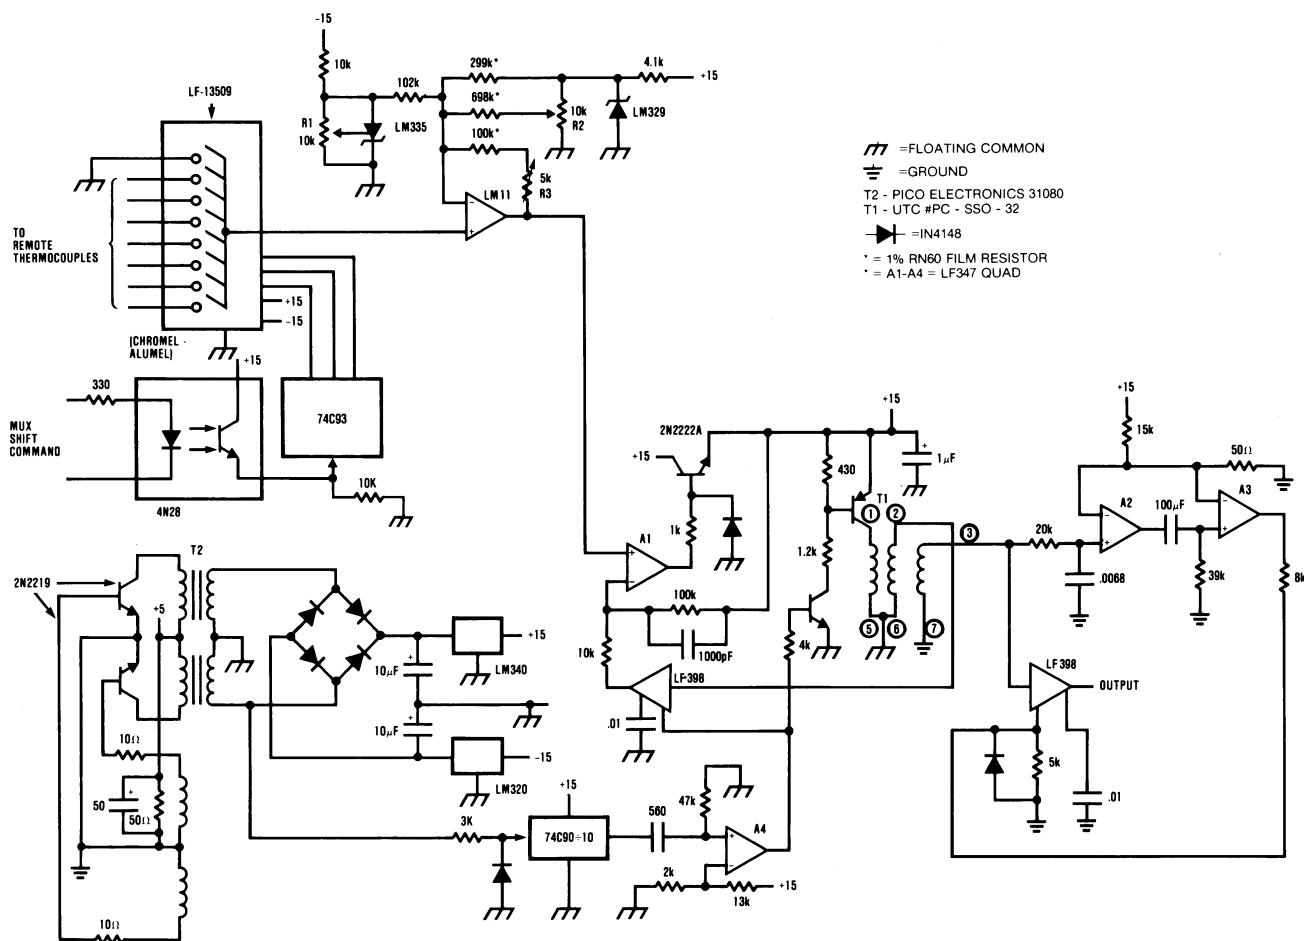 -15
10k
299k*
4.1k
+15
102k
LF-13509
698k*
10k
R2
LM329
R1
10k
LM335
100k*
5k
R3
LM11
=FLOATING COMMON
=GROUND
T2 - PICO ELECTRONICS 31080
T1 - UTC #PC - SSO - 32
=IN4148
* = 1% RN60 FILM RESISTOR
* = A1-A4 = LF347 QUAD
TO
REMOTE
THERMOCUPLES
+15
-15
(CHROMEL -
ALUMEL)
+15
330
MUX
SHIFT
COMMAND
74C93
10K
4N28
2N2222A
+15
+15
430
+
1µF
T1
1
2
3
1k
A1
1.2k
100k
1000pF
10k
4k
5
6
7
LF-398
.01
+15
15k
50Ω
A2
100µF
A3
20k
.0068
39k
8k
LF 398
OUTPUT
5k
.01
T2
2N2219
+5
+
10µF
+15
LM340
+
10µF
-15
LM320
10Ω
+
50
50Ω
10Ω
3K
+15
74C90÷10
560
47k
A4
2k
+15
13k